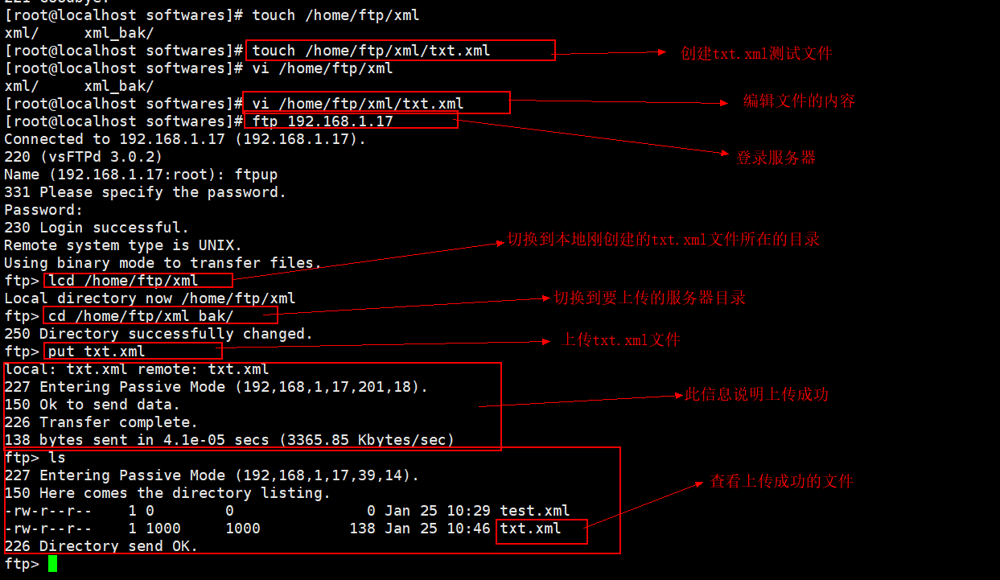 221 Goodbye.
[root@localhost softwares]# touch /home/ftp/xml
xml/     xml_bak/
[root@localhost softwares]# touch /home/ftp/xml/txt.xml 创建txt.xml测试文件
[root@localhost softwares]# vi /home/ftp/xml
xml/     xml_bak/
[root@localhost softwares]# vi /home/ftp/xml/txt.xml 编辑文件的内容
[root@localhost softwares]# ftp 192.168.1.17
Connected to 192.168.1.17 (192.168.1.17).
220 (vsFTPd 3.0.2) 登录服务器
Name (192.168.1.17:root): ftpup
331 Please specify the password.
Password:
230 Login successful.
Remote system type is UNIX. 切换到本地刚创建的txt.xml文件所在的目录
Using binary mode to transfer files.
ftp> lcd /home/ftp/xml
Local directory now /home/ftp/xml 切换到要上传的服务器目录
ftp> cd /home/ftp/xml_bak/
250 Directory successfully changed. 上传txt.xml文件
ftp> put txt.xml
local: txt.xml remote: txt.xml
227 Entering Passive Mode (192,168,1,17,201,18). 此信息说明上传成功
150 Ok to send data.
226 Transfer complete.
138 bytes sent in 4.1e-05 secs (3365.85 Kbytes/sec)
ftp> ls
227 Entering Passive Mode (192,168,1,17,39,14). 查看上传成功的文件
150 Here comes the directory listing.
-rw-r--r--    1 0        0               0 Jan 25 10:29 test.xml
-rw-r--r--    1 1000     1000          138 Jan 25 10:46 txt.xml
226 Directory send OK.
ftp>